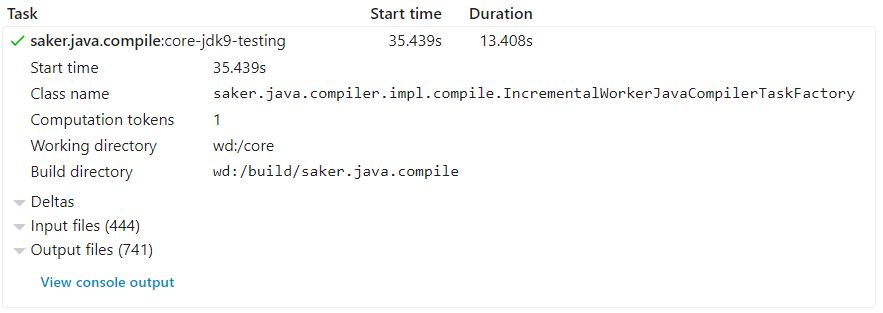 Task Start time Duration
saker.java.compile:core-jdk9-testing 35.439s 13.408s
Start time 35.439s
Class name saker.java.compiler.impl.compile.IncrementalWorkerJavaCompilerTaskFactory
Computation tokens 1
Working directory wd:/core
Build directory wd:/build/saker.java.compile
Deltas
Input files (444)
Output files (741)
View console output